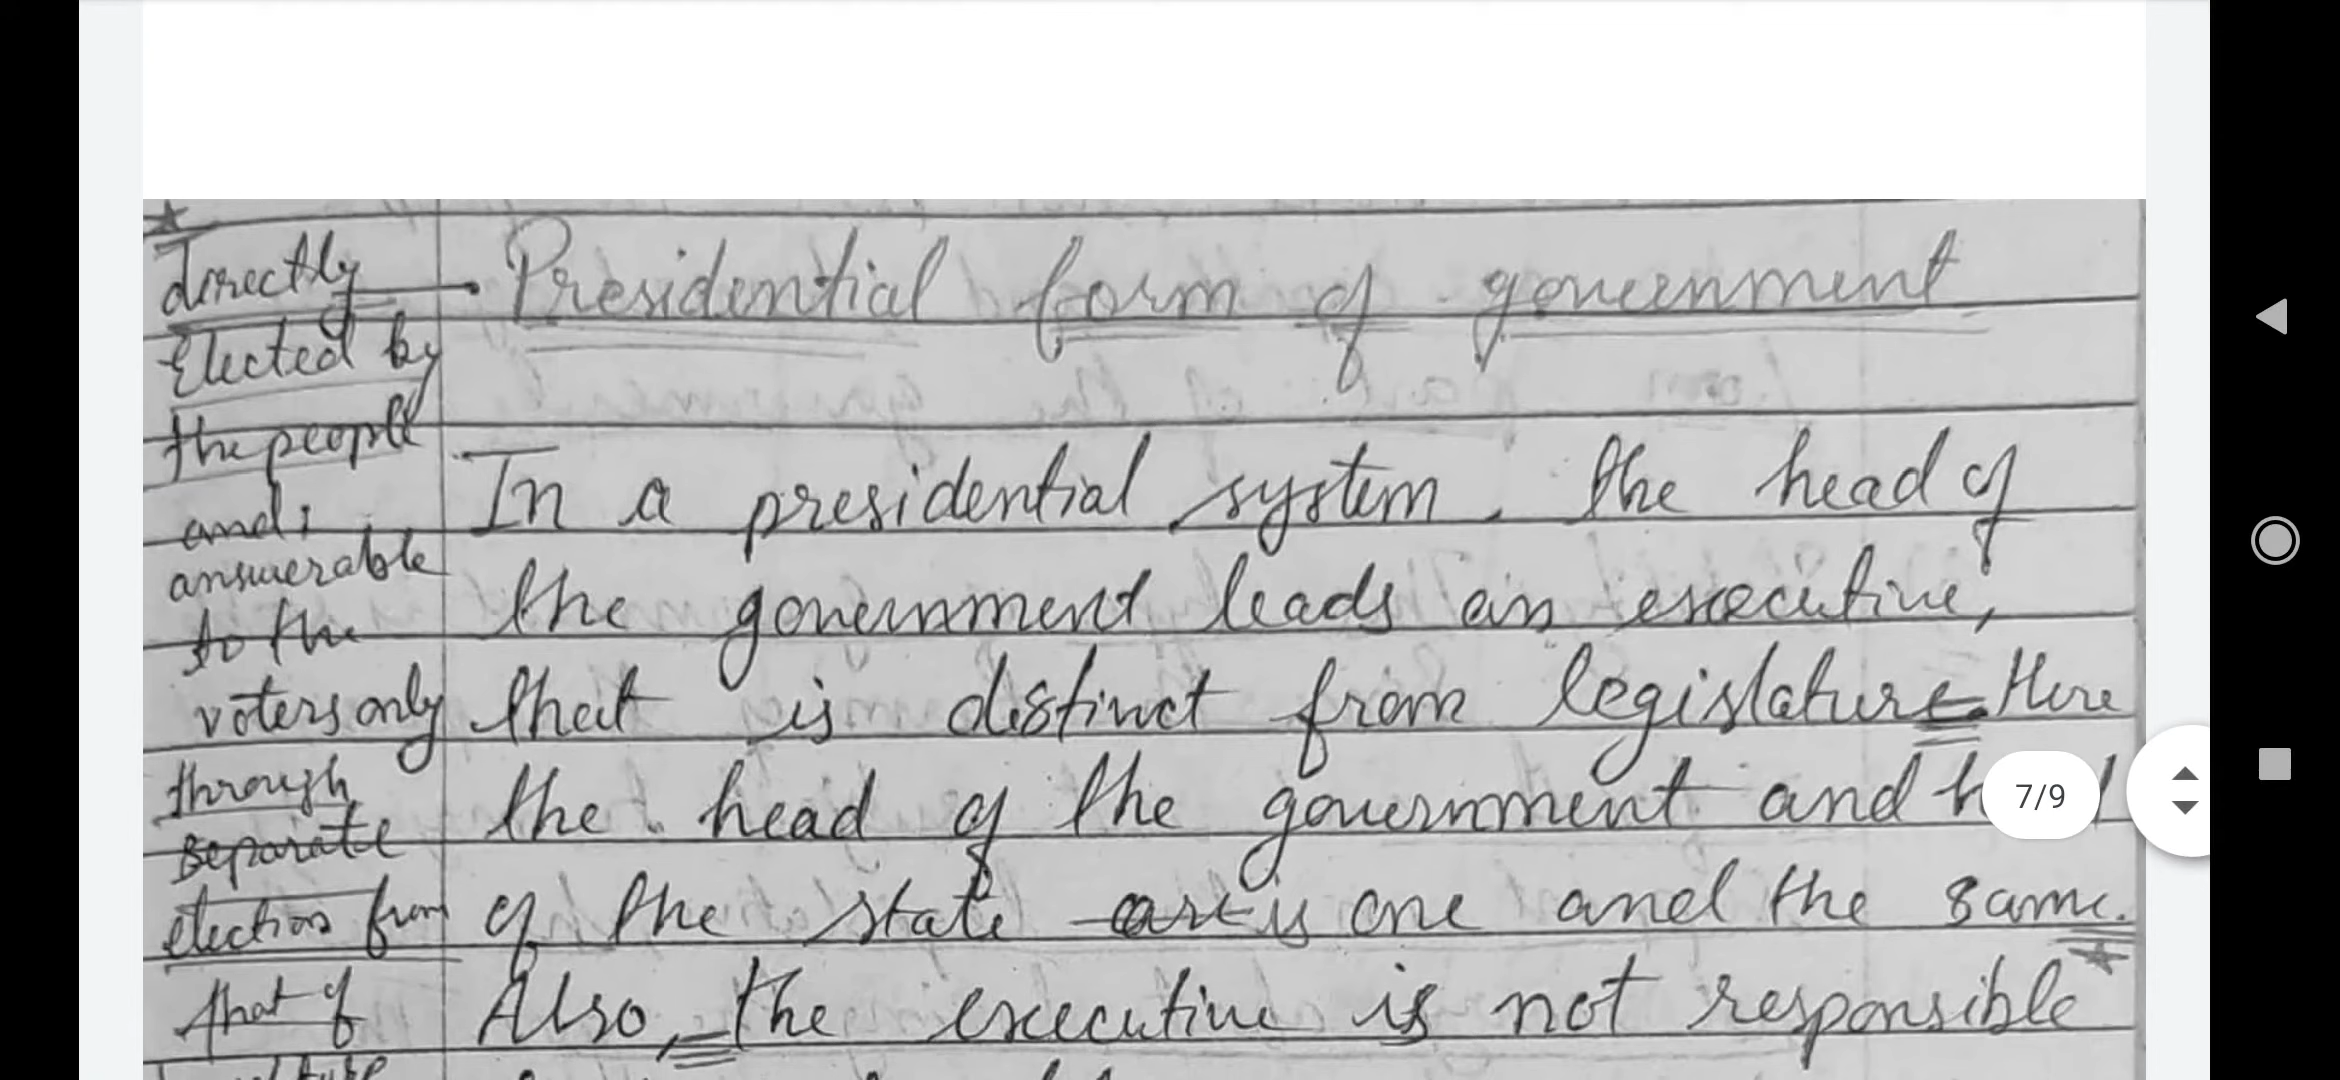 directly
Elected by
the people
and
answerable
to the
voters only
through
separate
elections from
that of
Presidential form of government
In a presidential system, the head of
the government leads an executive,
that is distinct from legislature. Here
the head of the government and
of the state are is one and the same.
Also, the executive is not responsible
7/9